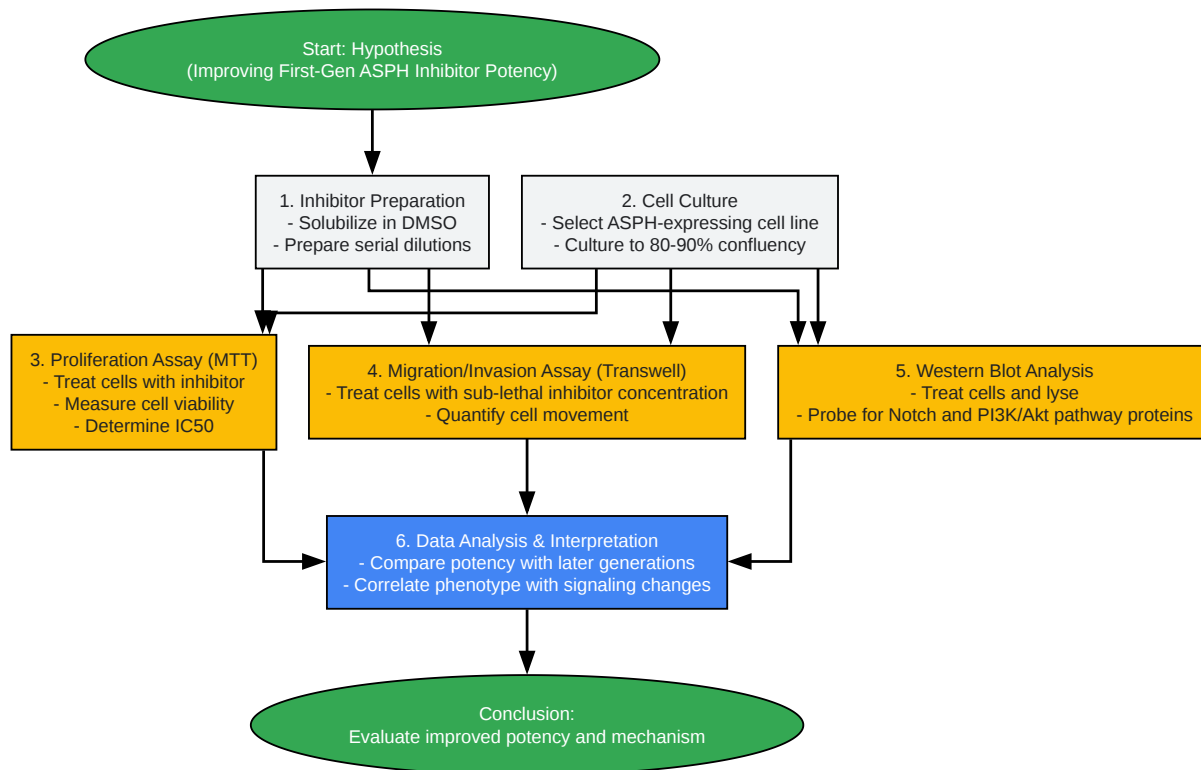 Start: Hypothesis
(Improving First-Gen ASPH Inhibitor Potency)
1. Inhibitor Preparation
- Solubilize in DMSO
- Prepare serial dilutions
2. Cell Culture
- Select ASPH-expressing cell line
- Culture to 80-90% confluency
3. Proliferation Assay (MTT)
- Treat cells with inhibitor
- Measure cell viability
- Determine IC50
4. Migration/Invasion Assay (Transwell)
- Treat cells with sub-lethal inhibitor concentration
- Quantify cell movement
5. Western Blot Analysis
- Treat cells and lyse
- Probe for Notch and PI3K/Akt pathway proteins
6. Data Analysis & Interpretation
- Compare potency with later generations
- Correlate phenotype with signaling changes
Conclusion:
Evaluate improved potency and mechanism